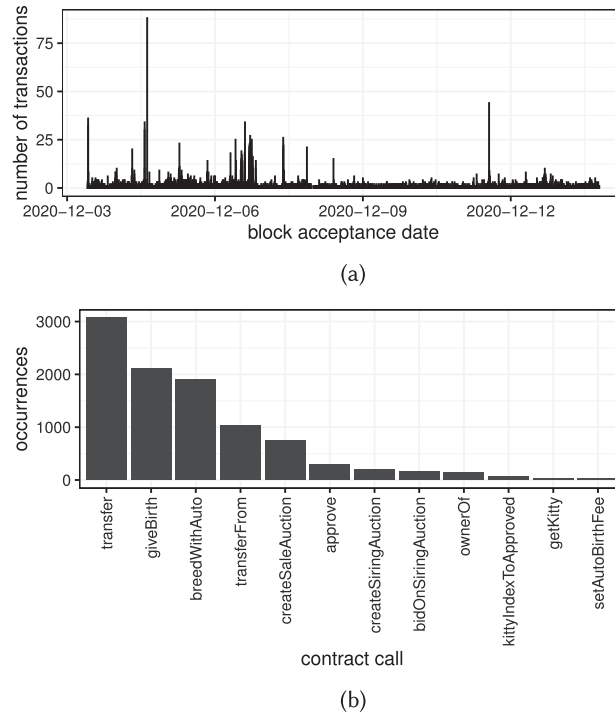 number of transactions
75
50
25
0
2020−12−03
2020−12−06
2020−12−09
2020−12−12
block acceptance date
(a)
occurrences
3000
2000
1000
0
transfer
giveBirth
breedWithAuto
transferFrom
createSaleAuction
approve
createSiringAuction
bidOnSiringAuction
ownerOf
kittyIndexToApproved
getKitty
setAutoBirthFee
contract call
(b)